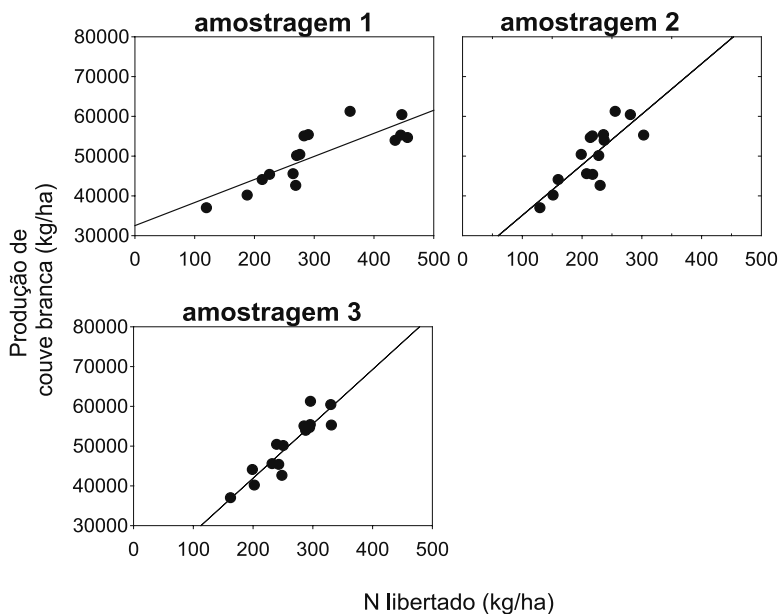 amostragem 1
amostragem 2
80000
70000
60000
50000
40000
30000
0 100 200 300 400 500
100 200 300 400 500
amostragem 3
80000
70000
60000
50000
40000
30000
0 100 200 300 400 500
Produção de
couve branca (kg/ha)
N libertado (kg/ha)